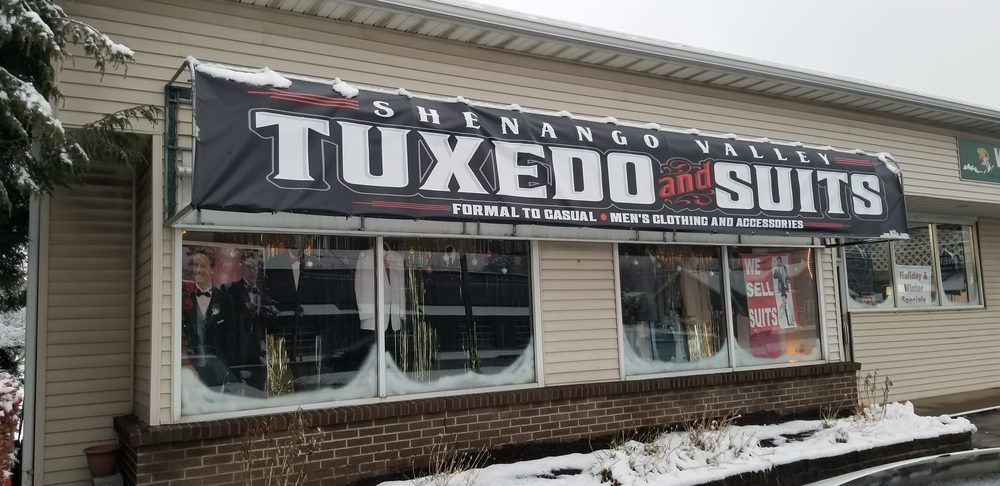 SHENANGO VALLEY
TUXEDO and SUITS
FORMAL TO CASUAL • MEN'S CLOTHING AND ACCESSORIES
WE
SELL
SUITS
Holiday &
Winter
Specials